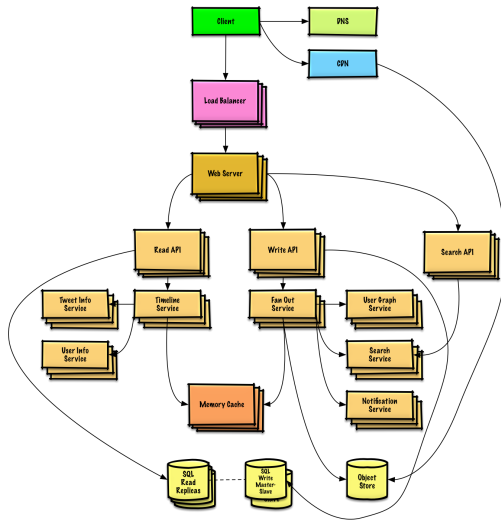 Client
DNS
CDN
Load Balancer
Web Server
Read API
Write API
Search API
Tweet Info
Service
Timeline
Service
Fan Out
Service
User Graph
Service
User Info
Service
Search
Service
Memory Cache
Notification
Service
SQL
Read
Replicas
SQL
Write
Master-
Slave
Object
Store